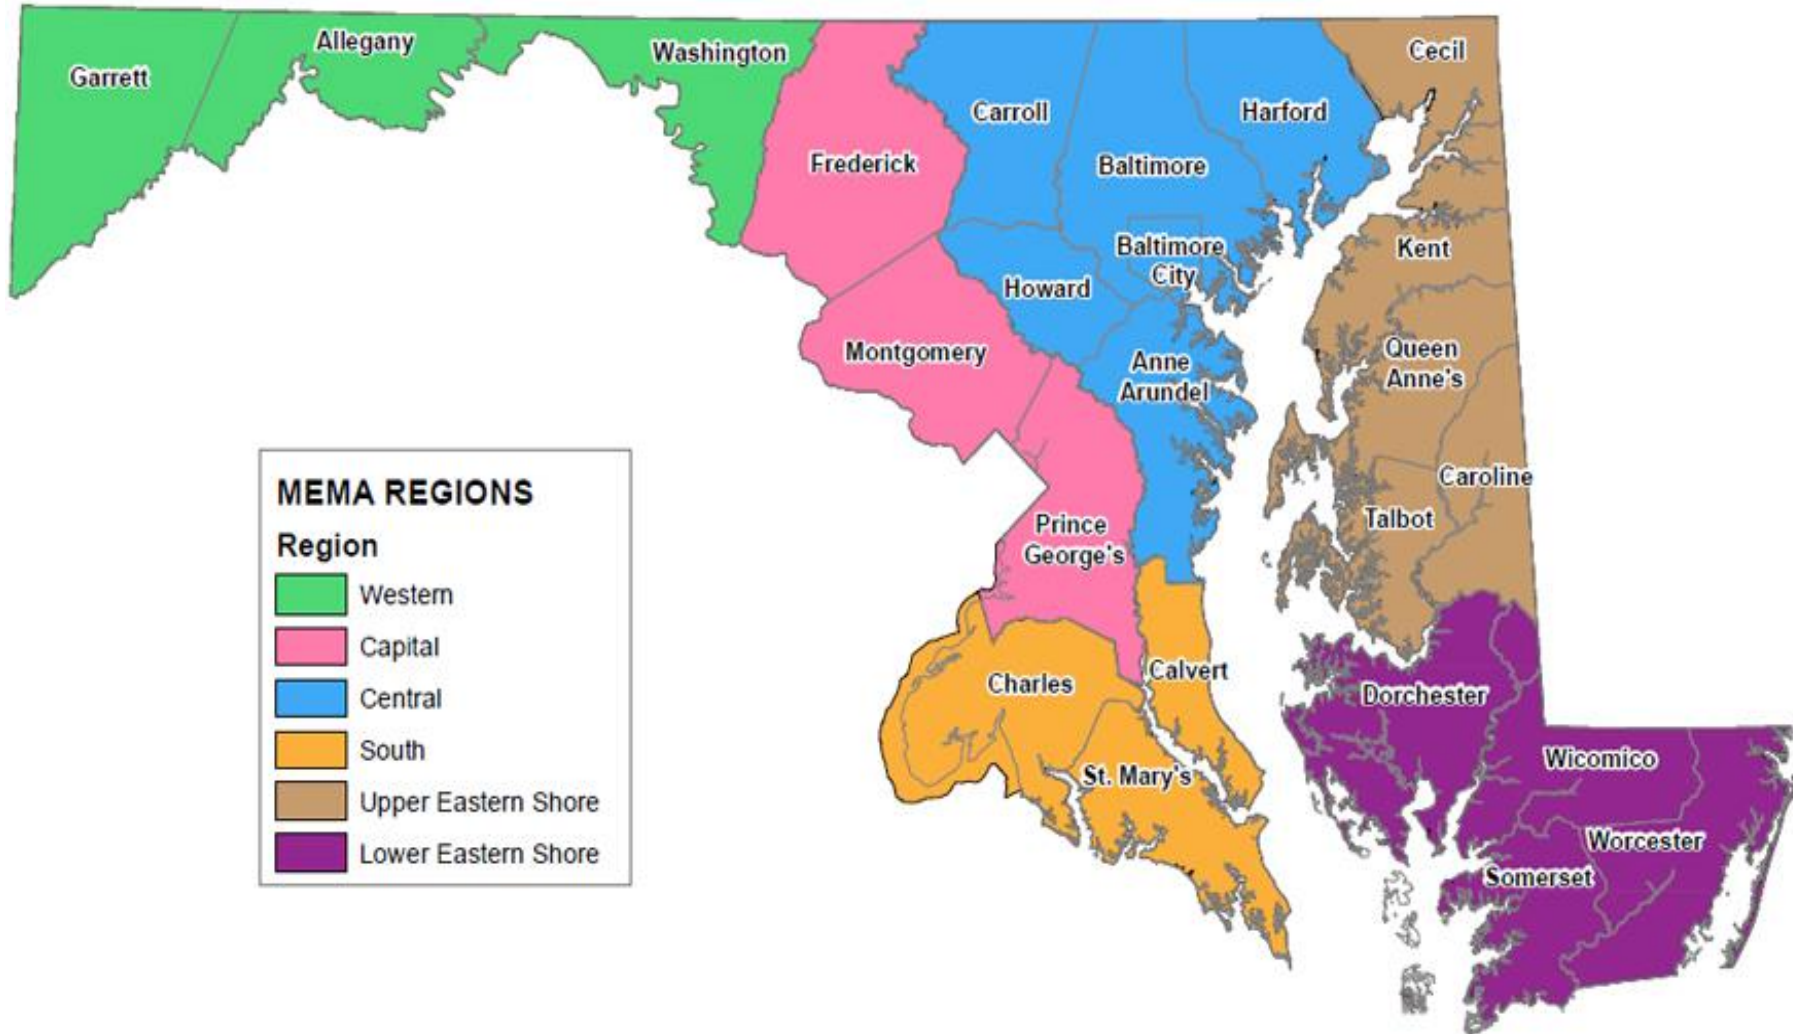 Garrett
Allegany
Washington
Frederick
Carroll
Baltimore
Harford
Cecil
Baltimore
City
Howard
Kent
Montgomery
Anne
Arundel
Queen
Anne's
Caroline
Talbot
Prince
George's
Charles
Calvert
St. Mary's
Dorchester
Wicomico
Worcester
Somerset
MEMA REGIONS
Region
Western
Capital
Central
South
Upper Eastern Shore
Lower Eastern Shore